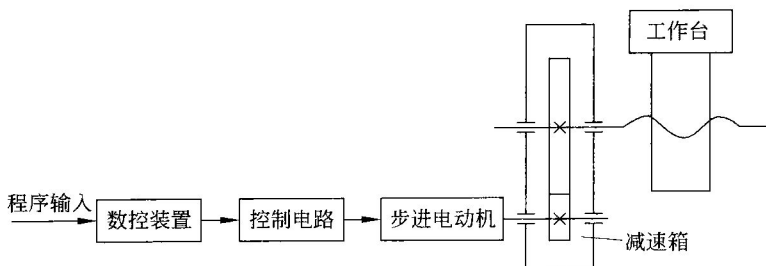 工作台
程序输入
数控装置
控制电路
步进电动机
减速箱